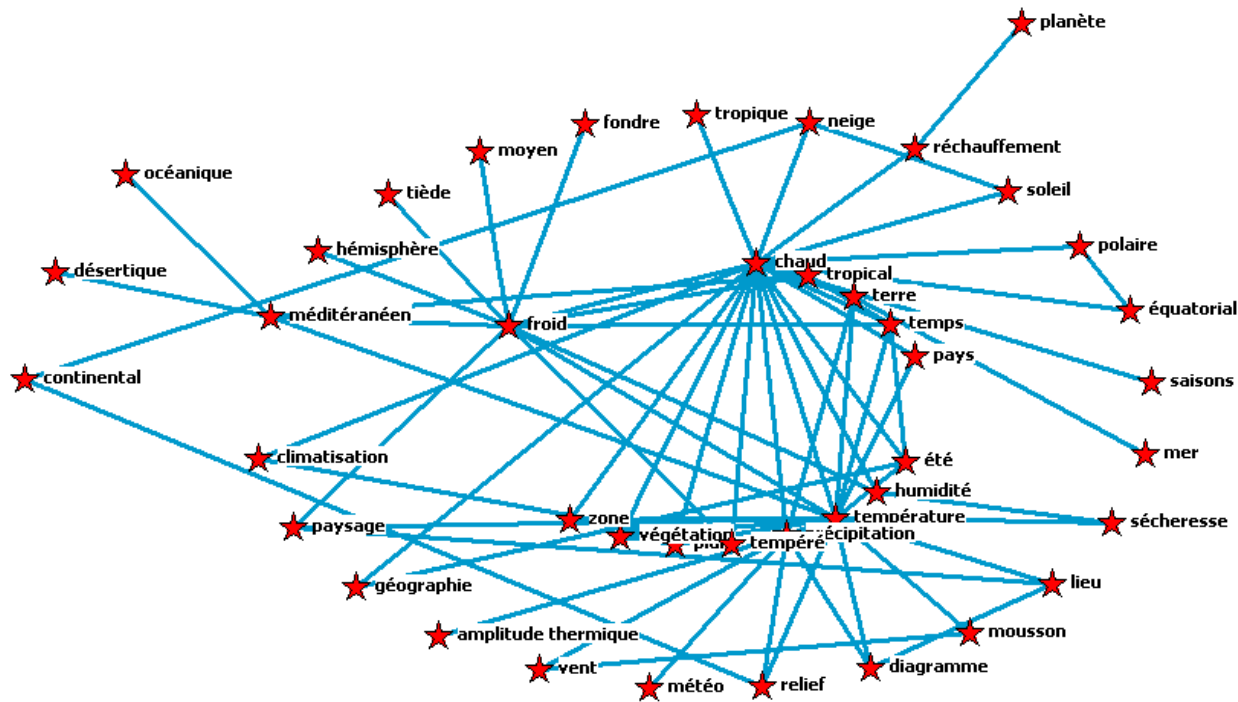 planète
tropique
neige
fondre
réchauffement
moyen
océanique
soleil
tiède
hémisphère
polaire
chaud
désertique
tropical
terre
équatorial
méditéranéen
froid
temps
pays
continental
saisons
climatisation
été
mer
humidité
température
zone
sécheresse
paysage
végétation
tempéré
lieu
géographie
amplitude thermique
mousson
vent
diagramme
météo
relief